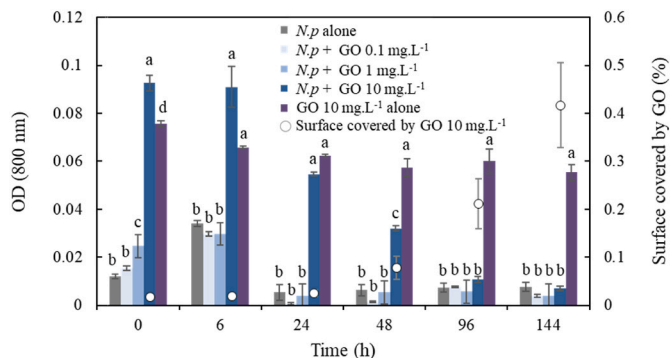 0.12
0.1
0.08
0.06
0.04
0.02
0
OD (800 nm)
0.6
0.5
0.4
0.3
0.2
0.1
0
Surface covered by GO (%)
N.p alone
N.p + GO 0.1 mg.L⁻¹
N.p + GO 1 mg.L⁻¹
N.p + GO 10 mg.L⁻¹
GO 10 mg.L⁻¹ alone
Surface covered by GO 10 mg.L⁻¹
b b c a d
b b b a a
b b b a a
b b b c a
b b b b a
b b b b a
0 6 24 48 96 144
Time (h)